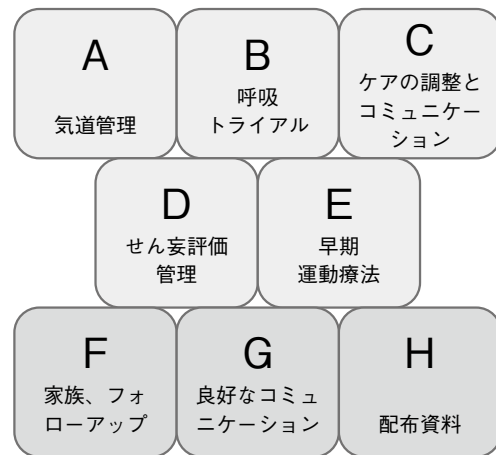 A
気道管理
B
呼吸
トライアル
C
ケアの調整と
コミュニケー
ション
D
せん妄評価
管理
E
早期
運動療法
F
家族、フォ
ローアップ
G
良好なコミュ
ニケーション
H
配布資料